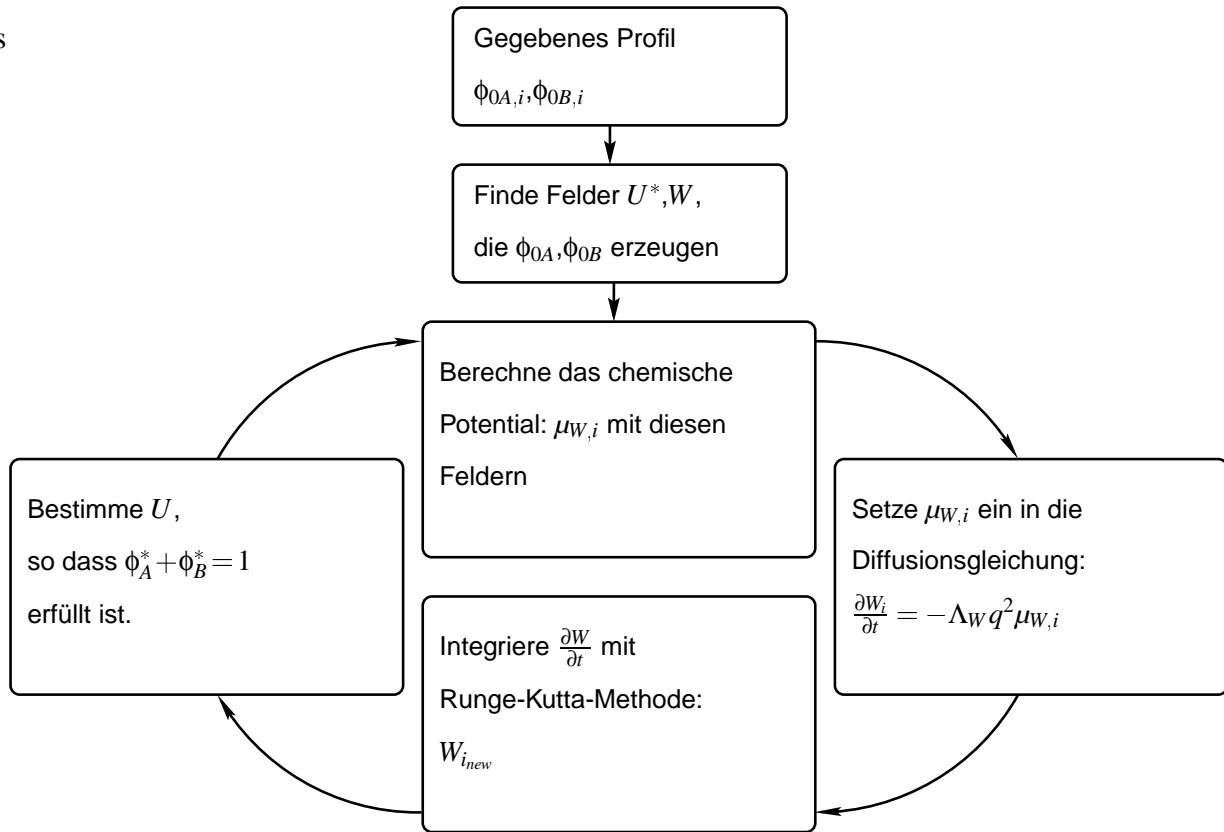 s
Gegebenes Profil
ϕ₀A,i,ϕ₀B,i
Finde Felder U*,W,
die ϕ₀A,ϕ₀B erzeugen
Berechne das chemische
Potential: μW,i mit diesen
Feldern
Setze μW,i ein in die
Diffusionsgleichung:
∂Wi/∂t = −ΛW q² μW,i
Integriere ∂W/∂t mit
Runge-Kutta-Methode:
Winew
Bestimme U,
so dass ϕ*A+ϕ*B=1
erfüllt ist.